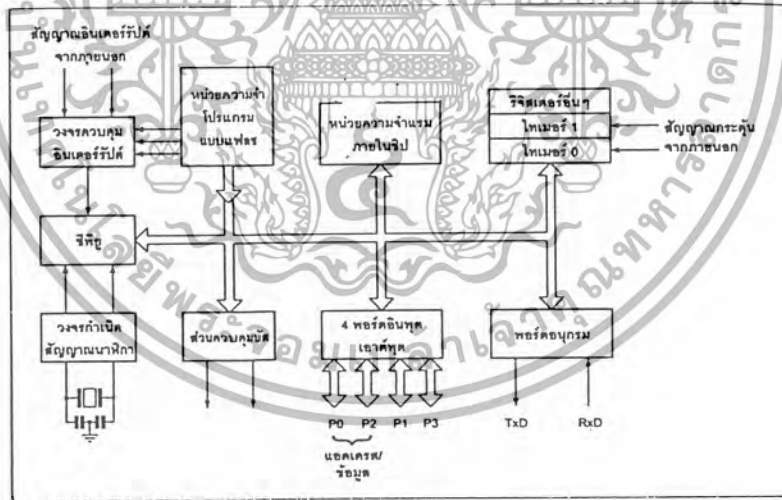 สัญญาณอินเตอร์รัปต์
จากภายนอก
วงจรควบคุม
อินเตอร์รัปต์
หน่วยความจำ
โปรแกรม
แบบแฟลช
หน่วยความจำแรม
ภายในชิป
ริจิสเตอร์อื่นๆ
ไทเมอร์ 1
ไทเมอร์ 0
สัญญาณกระตุ้น
จากภายนอก
ซีพียู
วงจรกำเนิด
สัญญาณนาฬิกา
ส่วนควบคุมบัส
4 พอร์ตอินพุต
เอาต์พุต
พอร์ตอนุกรม
P0 P2 P1 P3
TxD RxD
แอดเดรส/
ข้อมูล